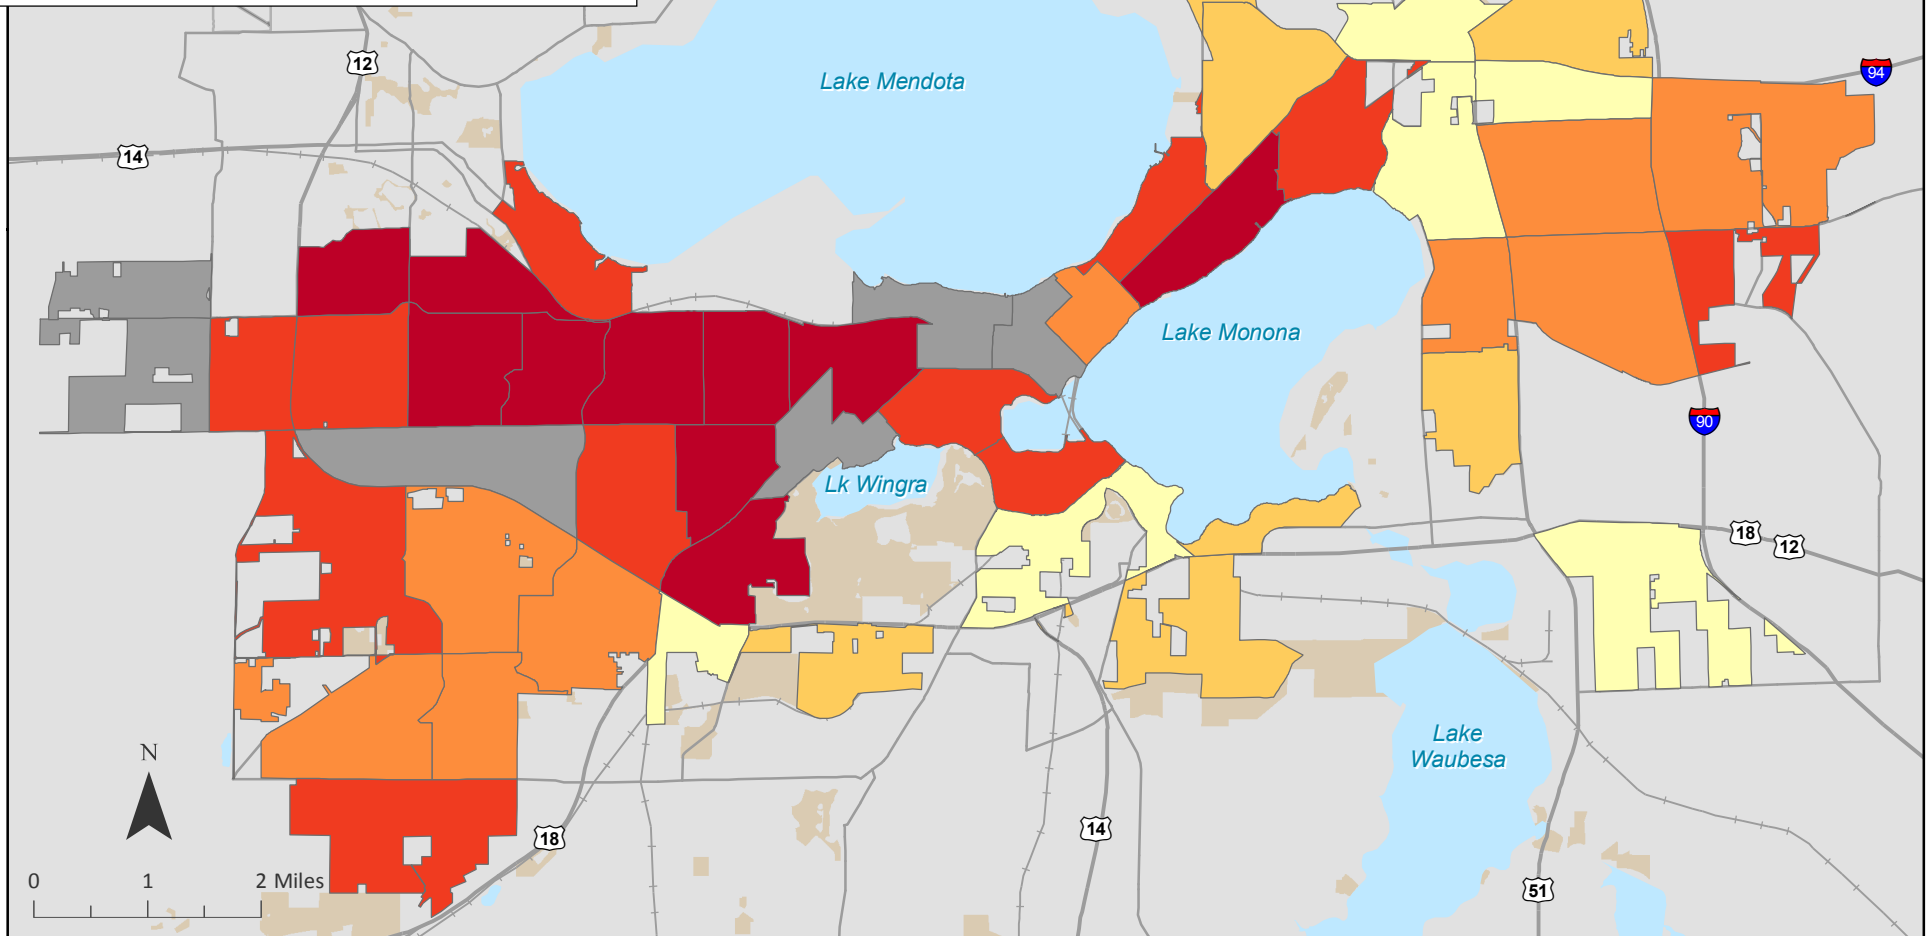 12
Lake Mendota
94
14
Lake Monona
90
Lk Wingra
18
12
Lake
Waubesa
N
18
14
0 1 2 Miles
51